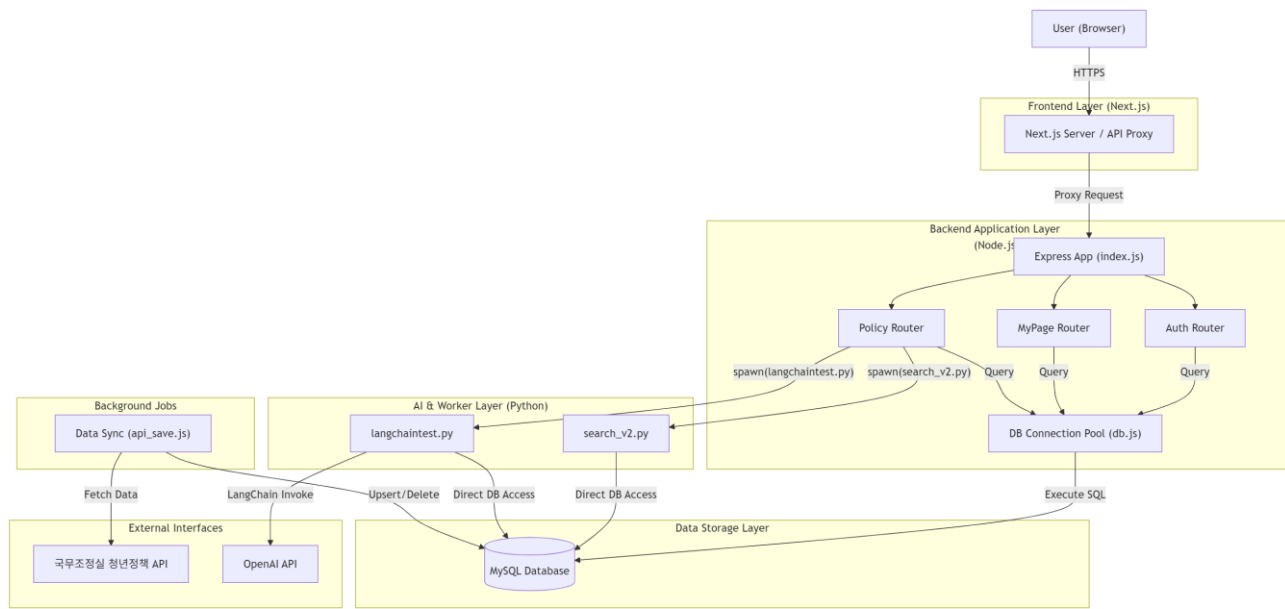 User (Browser)
HTTPS
Frontend Layer (Next.js)
Next.js Server / API Proxy
Proxy Request
Backend Application Layer
(Node.js
Express App (index.js)
Policy Router
MyPage Router
Auth Router
spawn(langchaintest.py)
spawn(search_v2.py)
Query
Query
Query
Background Jobs
AI & Worker Layer (Python)
Data Sync (api_save.js)
langchaintest.py
search_v2.py
DB Connection Pool (db.js)
Fetch Data
LangChain Invoke
Upsert/Delete
Direct DB Access
Direct DB Access
Execute SQL
External Interfaces
Data Storage Layer
국무조정실 청년정책 API
OpenAI API
MySQL Database